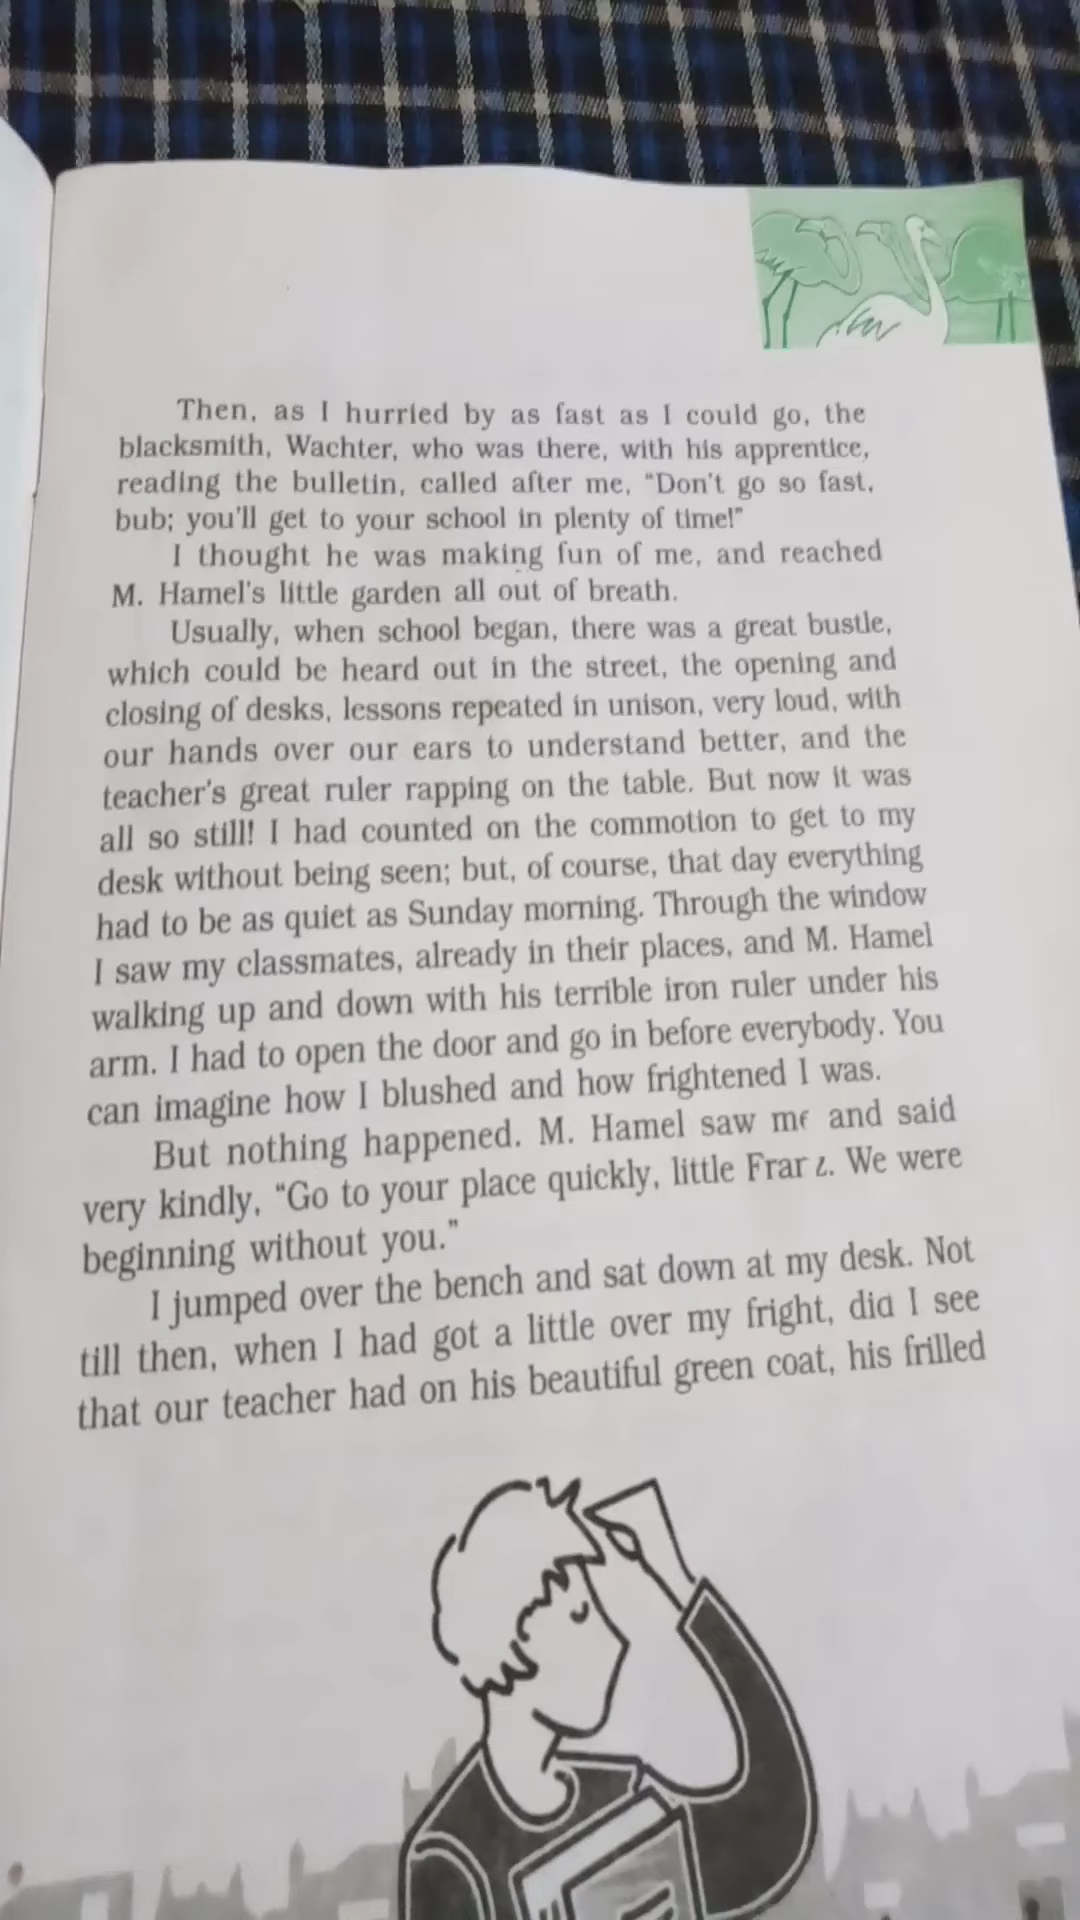 Then, as I hurried by as fast as I could go, the
blacksmith, Wachter, who was there, with his apprentice,
reading the bulletin, called after me, “Don't go so fast,
bub; you'll get to your school in plenty of time!”
I thought he was making fun of me, and reached
M. Hamel's little garden all out of breath.
Usually, when school began, there was a great bustle,
which could be heard out in the street, the opening and
closing of desks, lessons repeated in unison, very loud, with
our hands over our ears to understand better, and the
teacher's great ruler rapping on the table. But now it was
all so still! I had counted on the commotion to get to my
desk without being seen; but, of course, that day everything
had to be as quiet as Sunday morning. Through the window
I saw my classmates, already in their places, and M. Hamel
walking up and down with his terrible iron ruler under his
arm. I had to open the door and go in before everybody. You
can imagine how I blushed and how frightened I was.
But nothing happened. M. Hamel saw me and said
very kindly, “Go to your place quickly, little Franz. We were
beginning without you.”
I jumped over the bench and sat down at my desk. Not
till then, when I had got a little over my fright, did I see
that our teacher had on his beautiful green coat, his frilled